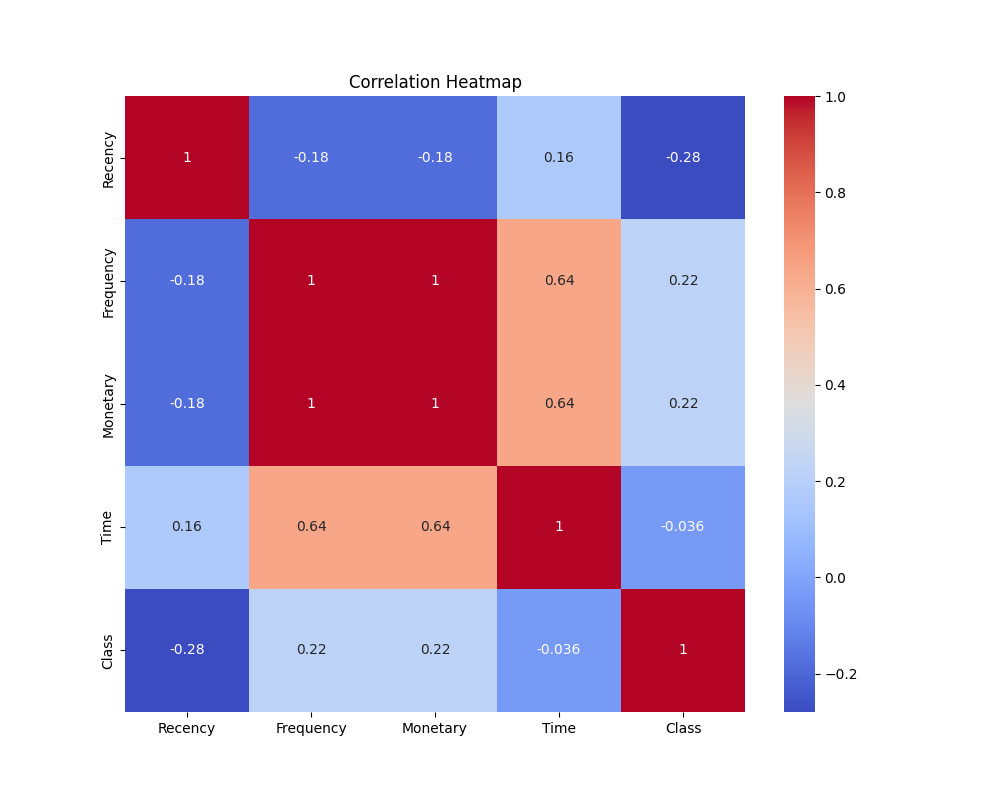 Correlation Heatmap
Recency 1 -0.18 -0.18 0.16 -0.28
Frequency -0.18 1 1 0.64 0.22
Monetary -0.18 1 1 0.64 0.22
Time 0.16 0.64 0.64 1 -0.036
Class -0.28 0.22 0.22 -0.036 1
Recency Frequency Monetary Time Class
1.0
0.8
0.6
0.4
0.2
0.0
−0.2